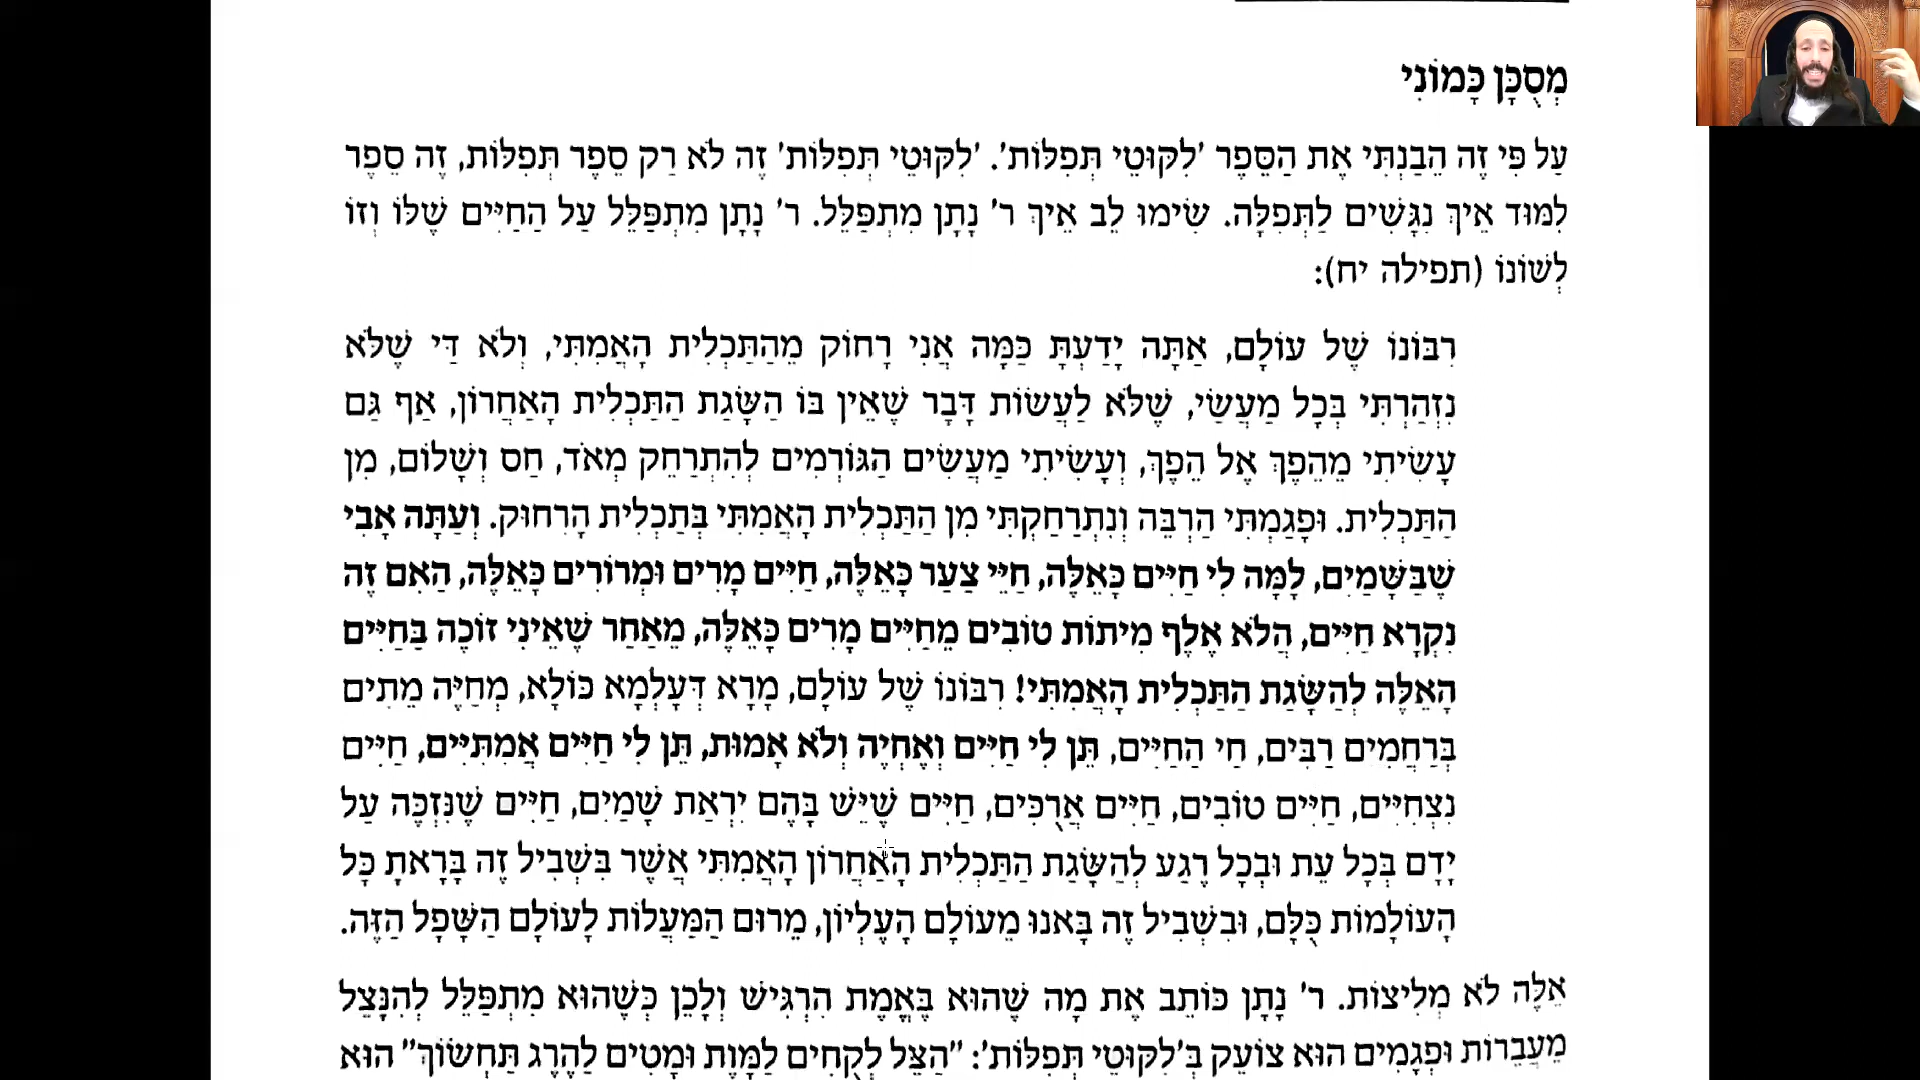 מְסֻכָּן כָּמוֹנִי
עַל פִּי זֶה הֵבַנְתִּי אֶת הַסֵּפֶר 'לִקּוּטֵי תְּפִלּוֹת'. 'לִקּוּטֵי תְּפִלּוֹת' זֶה לֹא רַק סֵפֶר תְּפִלּוֹת, זֶה סֵפֶר
לִמּוּד אֵיךְ נִגָּשִׁים לַתְּפִלָּה. שִׂימוּ לֵב אֵיךְ ר' נָתָן מִתְפַּלֵּל. ר' נָתָן מִתְפַּלֵּל עַל הַחַיִּים שֶׁלּוֹ וְזוֹ
לְשׁוֹנוֹ (תפילה יח):
רִבּוֹנוֹ שֶׁל עוֹלָם, אַתָּה יָדַעְתָּ כַּמָּה אֲנִי רָחוֹק מֵהַתַּכְלִית הָאֲמִתִּי, וְלֹא דַּי שֶׁלֹּא
נִזְהַרְתִּי בְּכָל מַעֲשַׂי, שֶׁלֹּא לַעֲשׂוֹת דָּבָר שֶׁאֵין בּוֹ הַשָּׂגַת הַתַּכְלִית הָאַחֲרוֹן, אַף גַּם
עָשִׂיתִי מֵהֵפֶךְ אֶל הֵפֶךְ, וְעָשִׂיתִי מַעֲשִׂים הַגּוֹרְמִים לְהִתְרַחֵק מְאֹד, חַס וְשָׁלוֹם, מִן
הַתַּכְלִית. וּפָגַמְתִּי הַרְבֵּה וְנִתְרַחַקְתִּי מִן הַתַּכְלִית הָאֲמִתִּי בְּתַכְלִית הָרִחוּק. וְעַתָּה אָבִי
שֶׁבַּשָּׁמַיִם, לָמָּה לִי חַיִּים כָּאֵלֶּה, חַיֵּי צַעַר כָּאֵלֶּה, חַיִּים מָרִים וּמְרוֹרִים כָּאֵלֶּה, הַאִם זֶה
נִקְרָא חַיִּים, הֲלֹא אֶלֶף מִיתוֹת טוֹבִים מֵחַיִּים מָרִים כָּאֵלֶּה, מֵאַחַר שֶׁאֵינִי זוֹכֶה בַּחַיִּים
הָאֵלֶּה לְהַשָּׂגַת הַתַּכְלִית הָאֲמִתִּי! רִבּוֹנוֹ שֶׁל עוֹלָם, מָרָא דְּעָלְמָא כּוֹלָא, מְחַיֶּה מֵתִים
בְּרַחֲמִים רַבִּים, חַי הַחַיִּים, תֵּן לִי חַיִּים וְאֶחְיֶה וְלֹא אָמוּת, תֵּן לִי חַיִּים אֲמִתִּיִּים, חַיִּים
נִצְחִיִּים, חַיִּים טוֹבִים, חַיִּים אֲרֻכִּים, חַיִּים שֶׁיֵּשׁ בָּהֶם יִרְאַת שָׁמַיִם, חַיִּים שֶׁנִּזְכֶּה עַל
יָדָם בְּכָל עֵת וּבְכָל רֶגַע לְהַשָּׂגַת הַתַּכְלִית הָאַחֲרוֹן הָאֲמִתִּי אֲשֶׁר בִּשְׁבִיל זֶה בָּרָאתָ כָּל
הָעוֹלָמוֹת כֻּלָּם, וּבִשְׁבִיל זֶה בָּאנוּ מֵעוֹלָם הָעֶלְיוֹן, מֵרוּם הַמַּעֲלוֹת לָעוֹלָם הַשָּׁפָל הַזֶּה.
אֵלֶּה לֹא מְלִיצוֹת. ר' נָתָן כּוֹתֵב אֶת מָה שֶׁהוּא בֶּאֱמֶת הִרְגִּישׁ וְלָכֵן כְּשֶׁהוּא מִתְפַּלֵּל לְהִנָּצֵל
מֵעֲבֵרוֹת וּפְגָמִים הוּא צוֹעֵק בְּ'לִקּוּטֵי תְּפִלּוֹת': "הַצֵּל לְקֻחִים לַמָּוֶת וּמָטִים לַהֶרֶג תַּחְשׂוֹךְ" הוּא